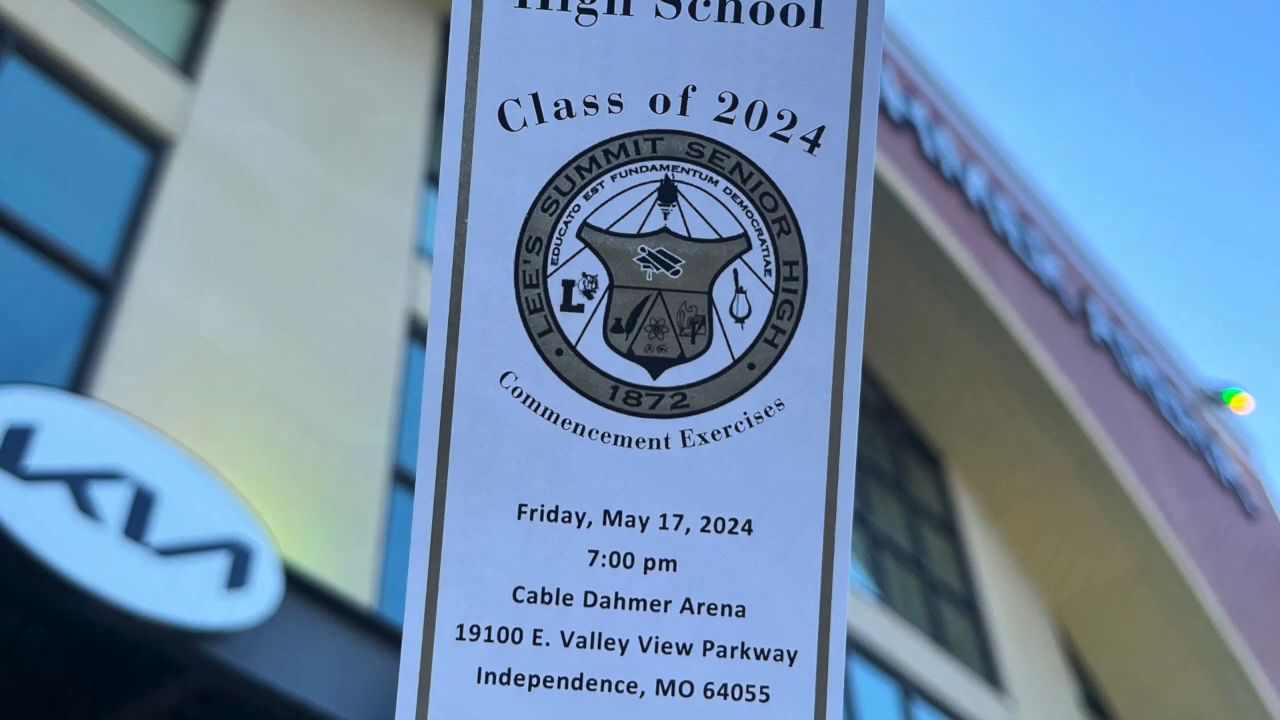 High School
Class of 2024
LEE'S SUMMIT SENIOR HIGH
EDUCATO EST FUNDAMENTUM DEMOCRATIAE
L
1872
Commencement Exercises
Friday, May 17, 2024
7:00 pm
Cable Dahmer Arena
19100 E. Valley View Parkway
Independence, MO 64055
KIA